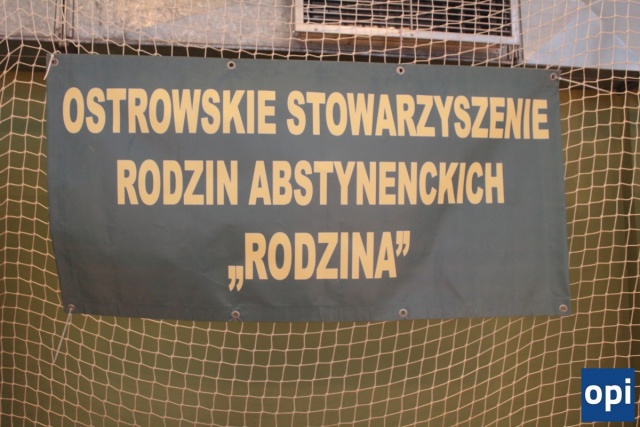 OSTROWSKIE STOWARZYSZENIE
RODZIN ABSTYNENCKICH
„RODZINA”
opi